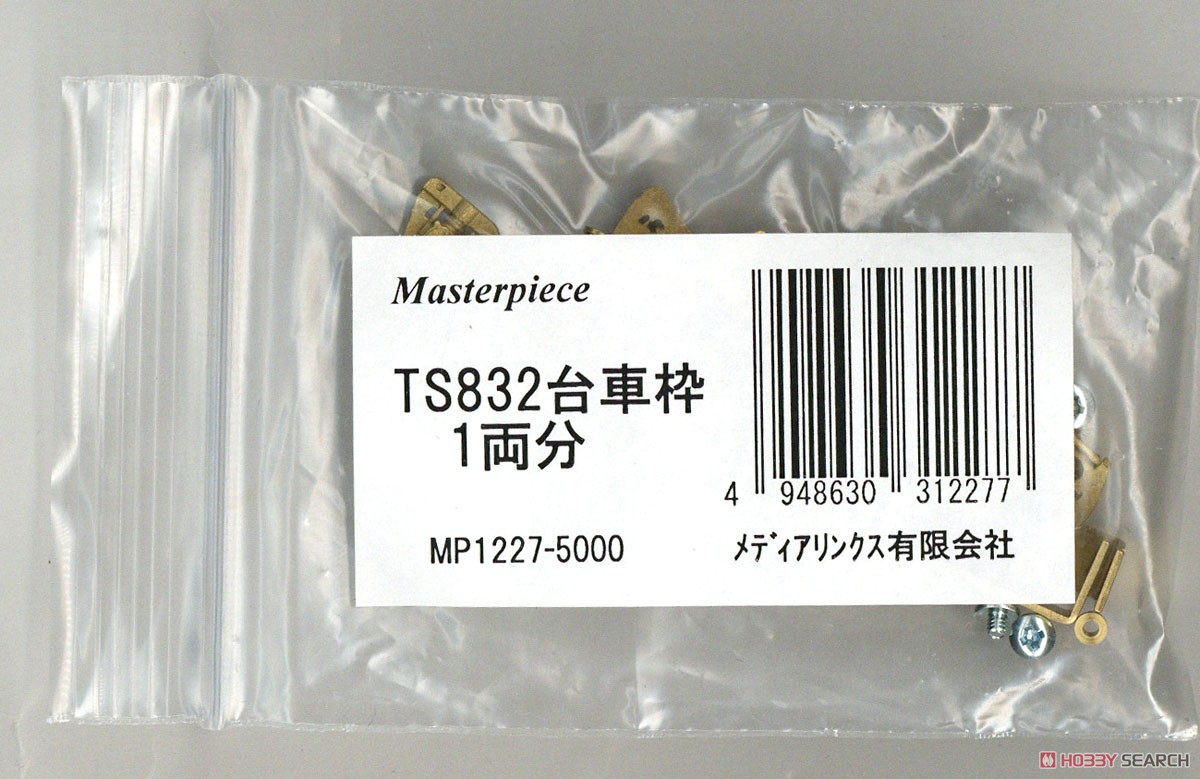 Masterpiece
TS832台車枠
1両分
4 948630 312277
MP1227-5000
ﾒﾃﾞｨｱﾘﾝｸｽ有限会社
HOBBY SEARCH